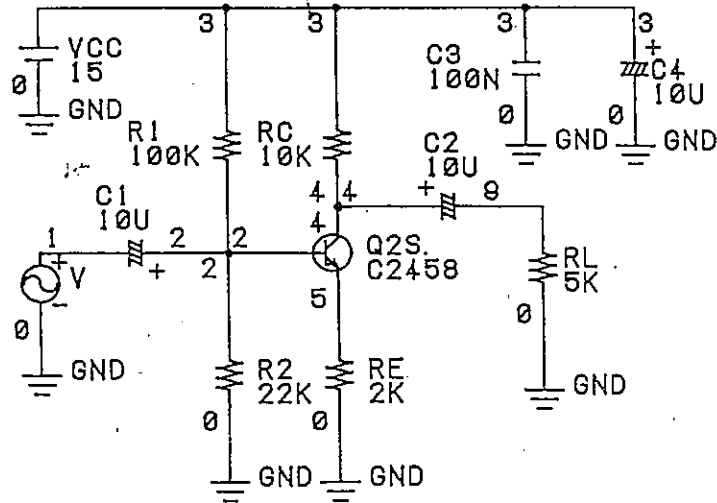 3 3 3 3
VCC
15
0
GND
R1
100K
RC
10K
C3
100N
0
GND
C4
+
10U
0
GND
C1
10U
+
C2
10U
+
4 4
4
8
1
2 2
2
+
V
-
0
GND
Q2S.
C2458
5
RL
5K
0
GND
R2
22K
0
GND
RE
2K
0
GND